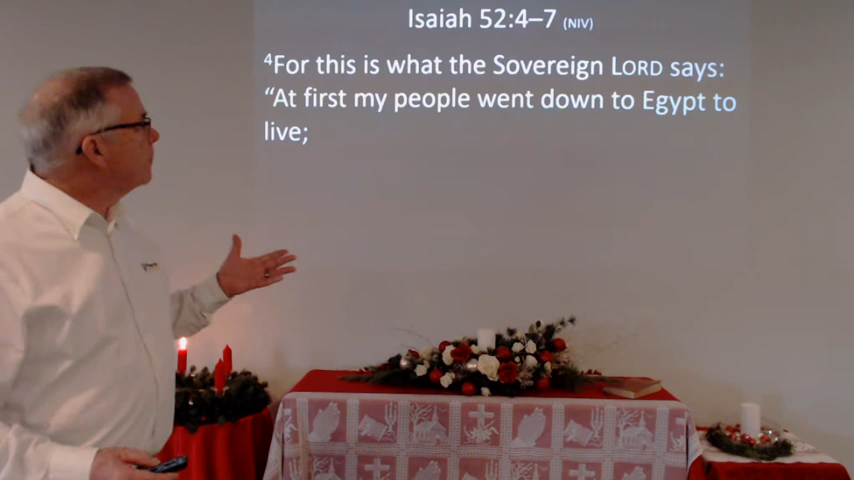 Isaiah 52:4–7 (NIV)
⁴For this is what the Sovereign LORD says:
“At first my people went down to Egypt to
live;